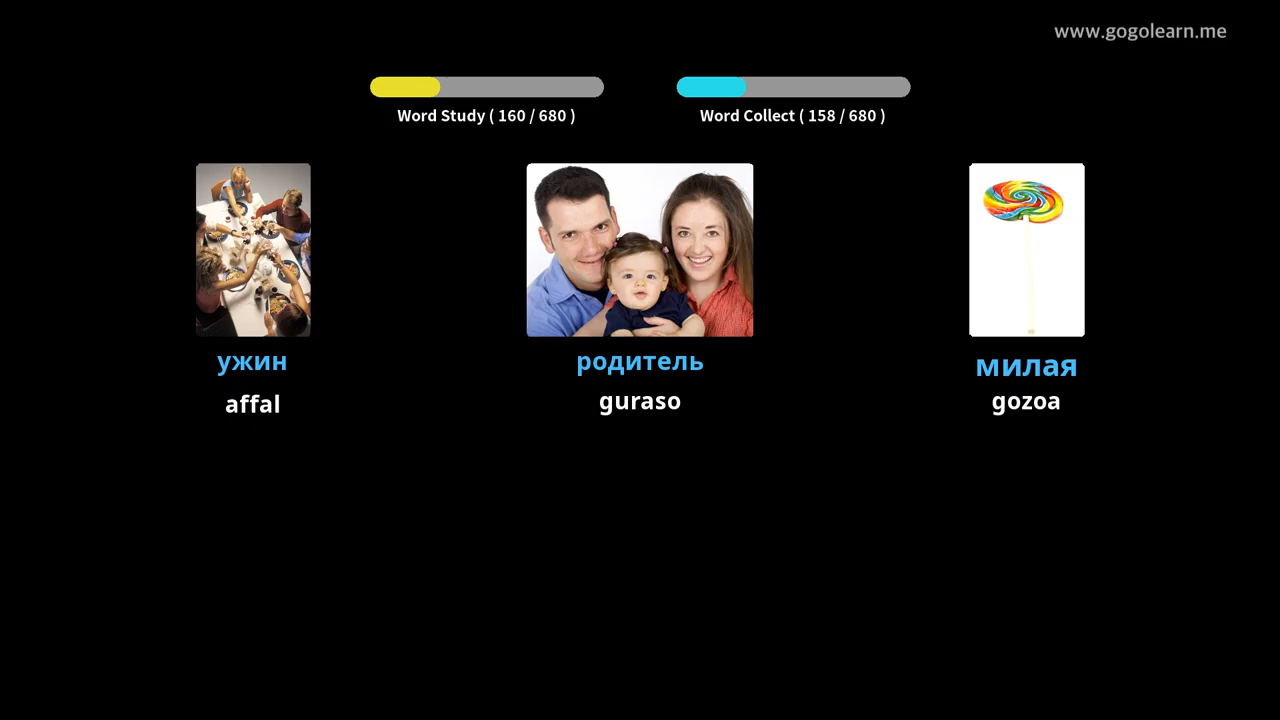 www.gogolearn.me
Word Study ( 160 / 680 )
Word Collect ( 158 / 680 )
ужин
родитель
милая
affal
guraso
gozoa